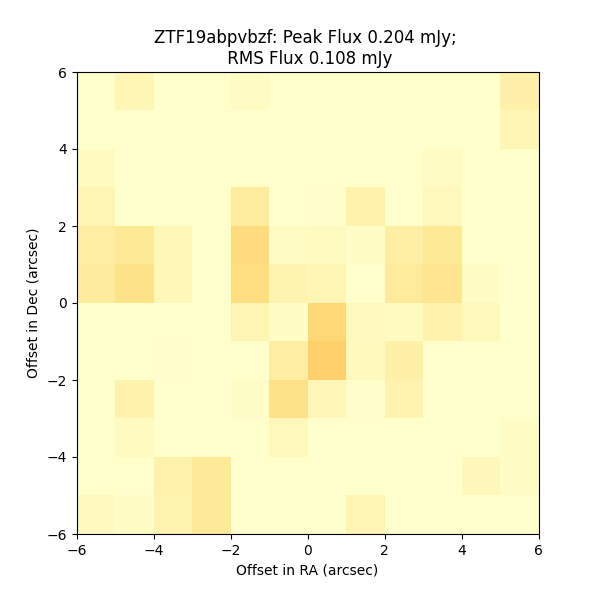 ZTF19abpvbzf: Peak Flux 0.204 mJy;
RMS Flux 0.108 mJy
6
4
2
0
−2
−4
−6
Offset in Dec (arcsec)
−6 −4 −2 0 2 4 6
Offset in RA (arcsec)